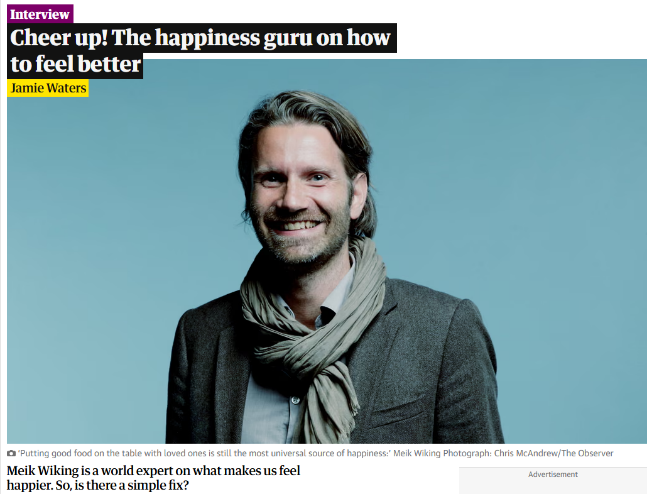 Interview
Cheer up! The happiness guru on how
to feel better
Jamie Waters
‘Putting good food on the table with loved ones is still the most universal source of happiness:’ Meik Wiking Photograph: Chris McAndrew/The Observer
Meik Wiking is a world expert on what makes us feel
happier. So, is there a simple fix?
Advertisement